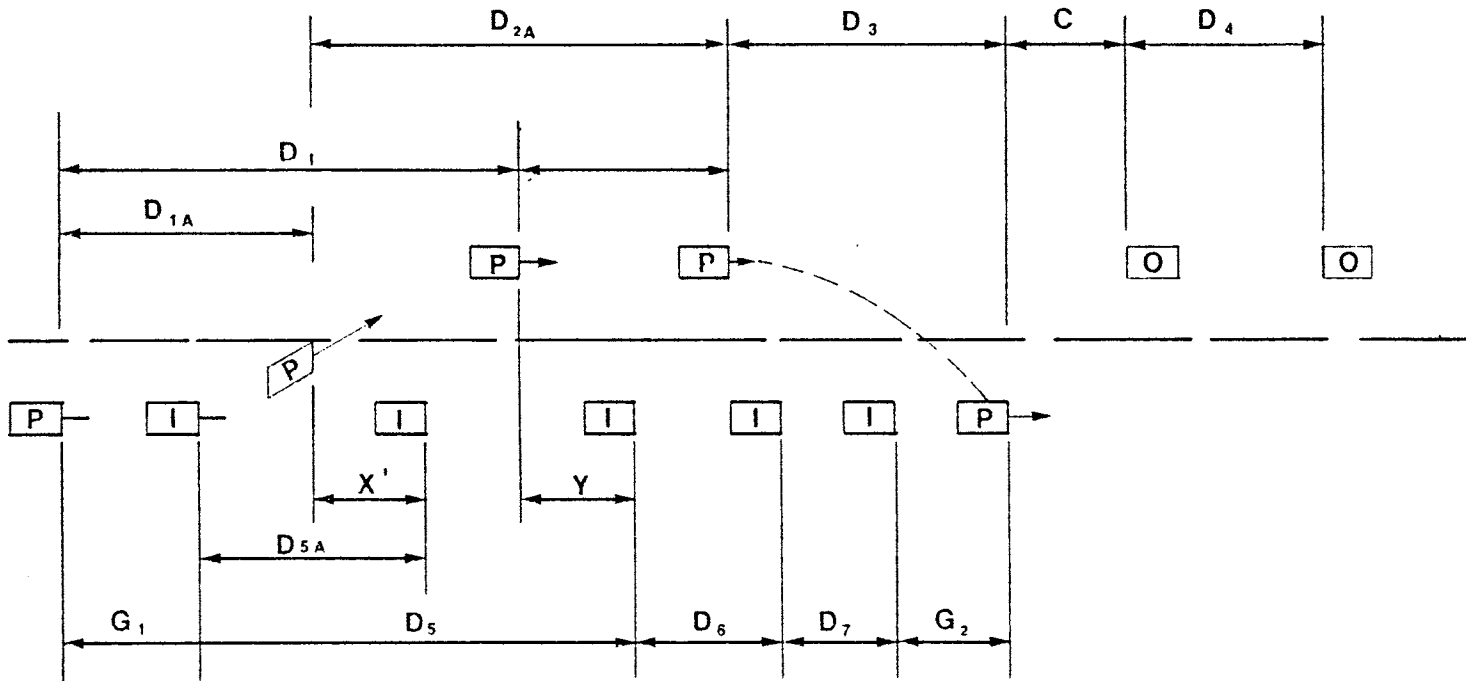 D₂A D₃ C D₄
D₁
D₁A
P P O O
P
P I I I I I P
X' Y
D₅A
G₁ D₅ D₆ D₇ G₂